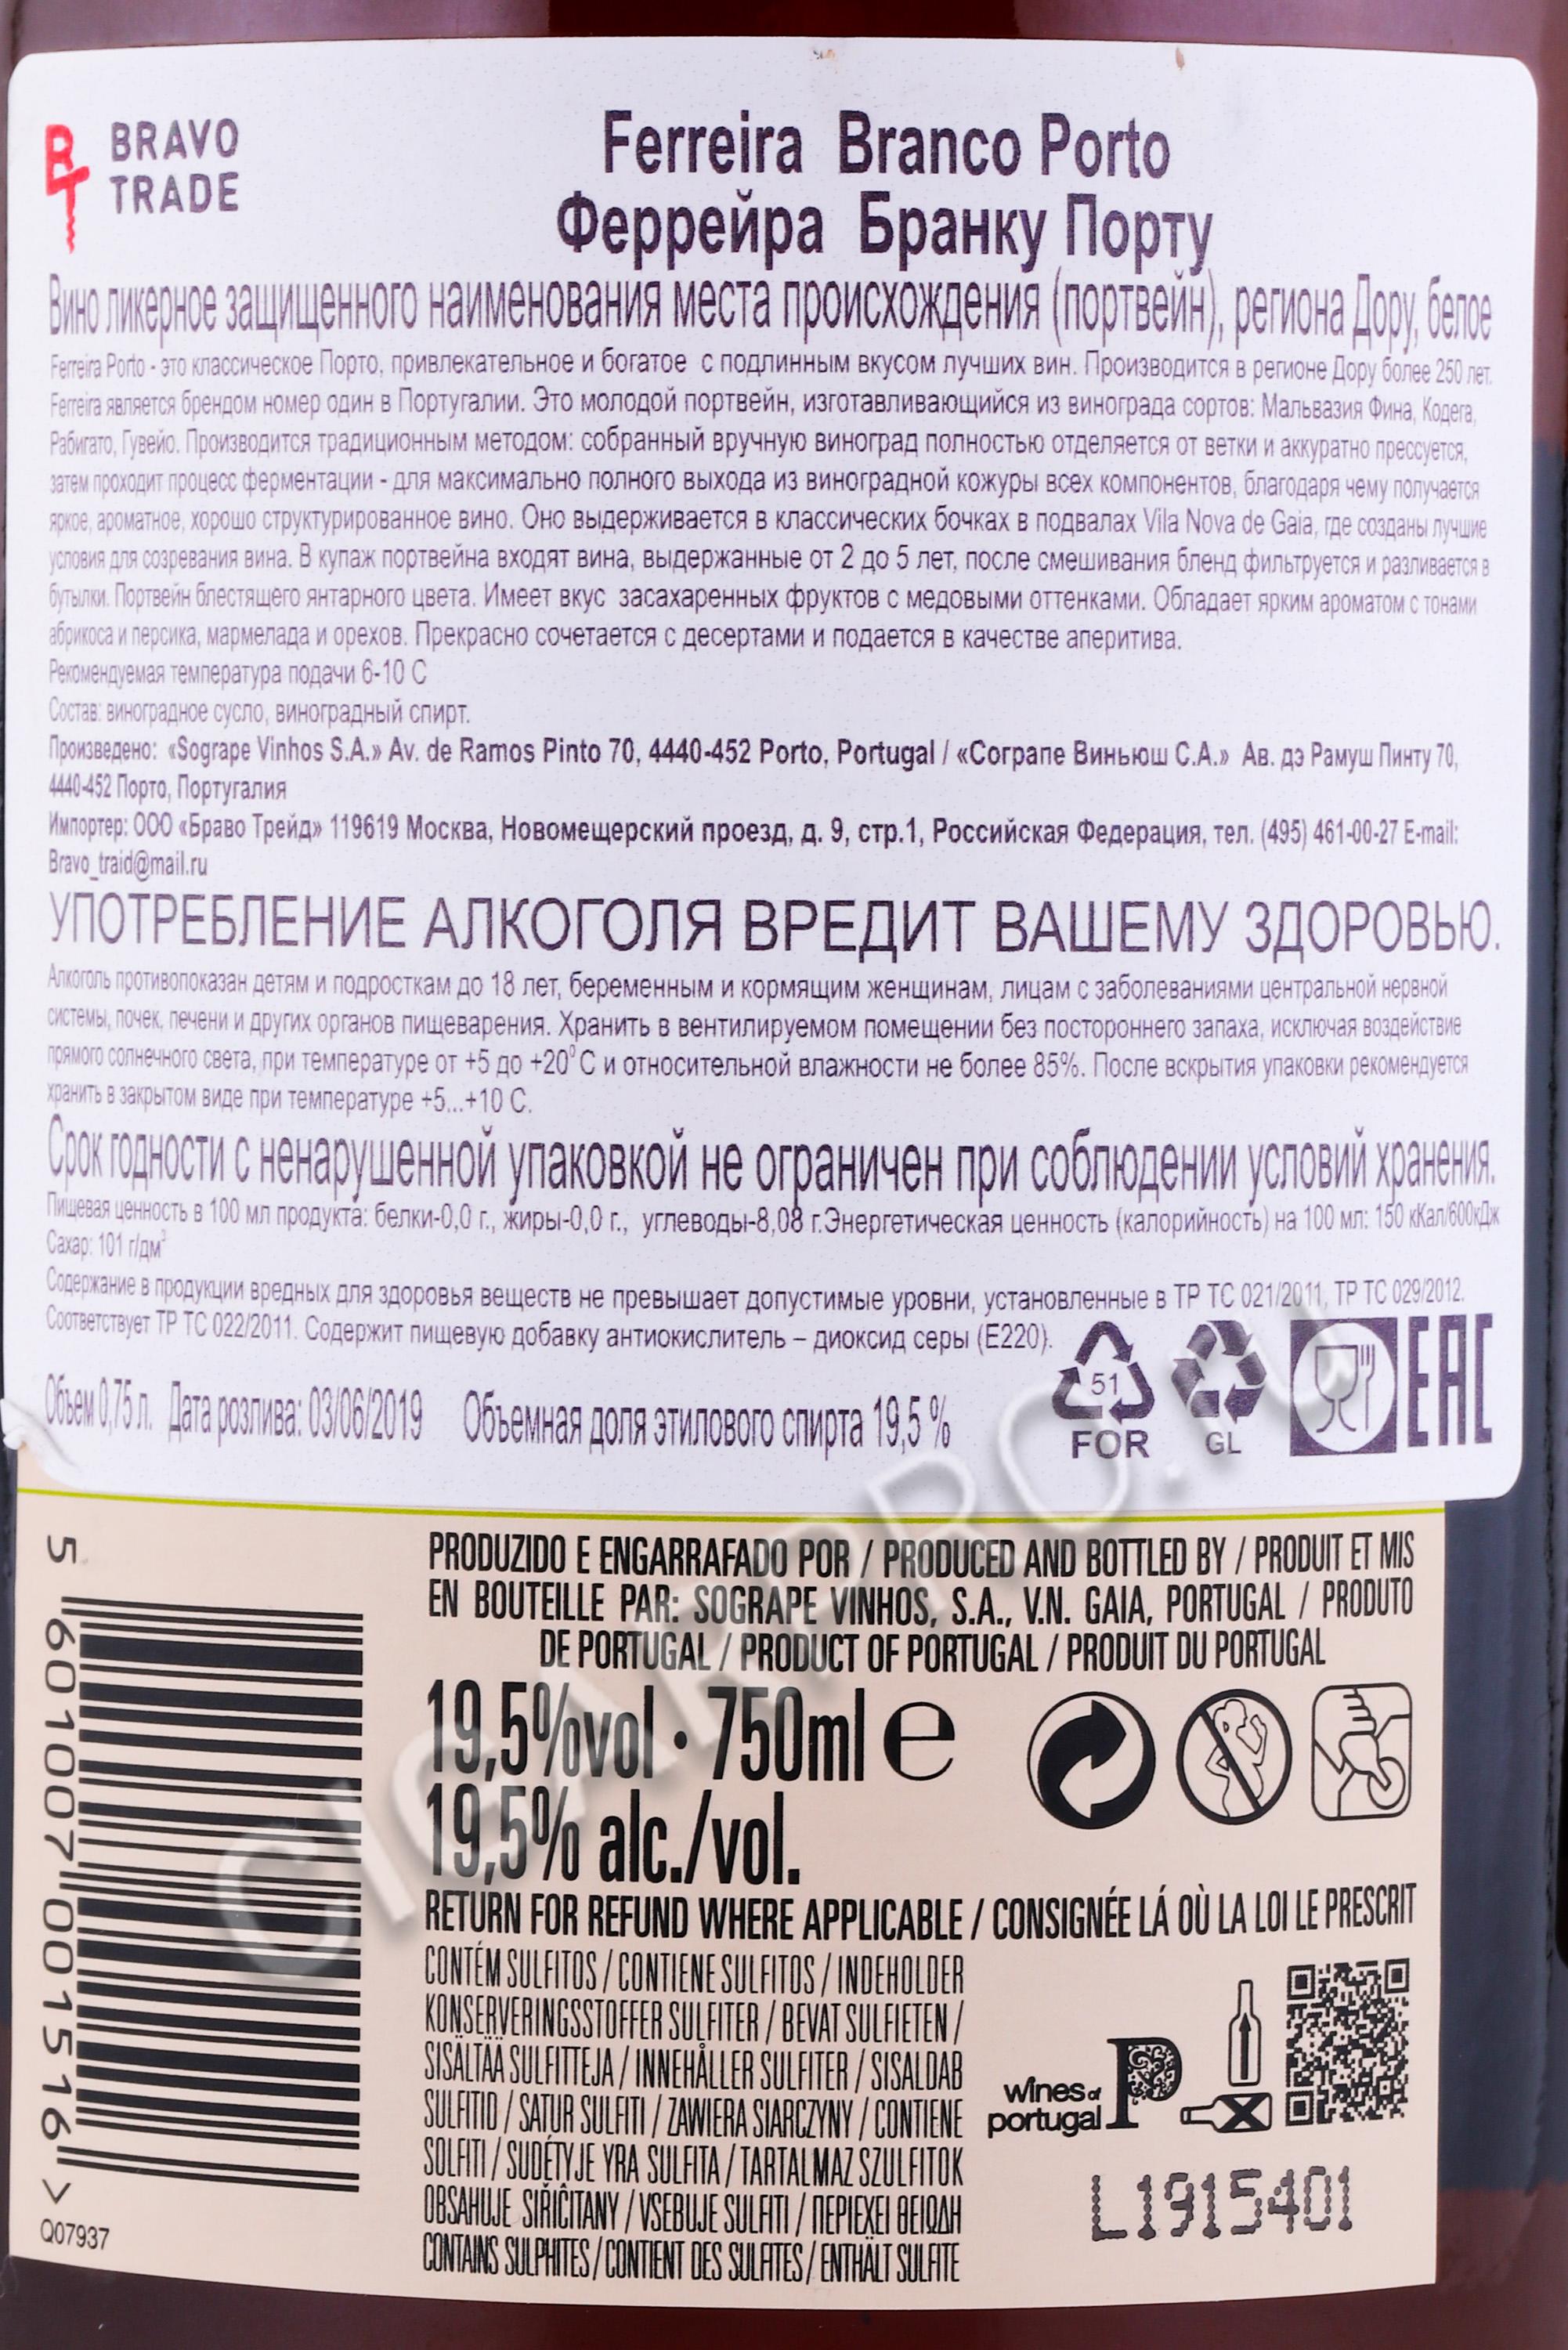 BRAVO
TRADE
Ferreira Branco Porto
Феррейра Бранку Порту
Вино ликерное защищенного наименования места происхождения (портвейн), региона Дору, белое
Ferreira Porto - это классическое Порто, привлекательное и богатое с подлинным вкусом лучших вин. Производится в регионе Дору более 250 лет.
Ferreira является брендом номер один в Португалии. Это молодой портвейн, изготавливающийся из винограда сортов: Мальвазия Фина, Кодега,
Рабигато, Гувейо. Производится традиционным методом: собранный вручную виноград полностью отделяется от ветки и аккуратно прессуется,
затем проходит процесс ферментации - для максимально полного выхода из виноградной кожуры всех компонентов, благодаря чему получается
яркое, ароматное, хорошо структурированное вино. Оно выдерживается в классических бочках в подвалах Vila Nova de Gaia, где созданы лучшие
условия для созревания вина. В купаж портвейна входят вина, выдержанные от 2 до 5 лет, после смешивания бленд фильтруется и разливается в
бутылки. Портвейн блестящего янтарного цвета. Имеет вкус засахаренных фруктов с медовыми оттенками. Обладает ярким ароматом с тонами
абрикоса и персика, мармелада и орехов. Прекрасно сочетается с десертами и подается в качестве аперитива.
Рекомендуемая температура подачи 6-10 С
Состав: виноградное сусло, виноградный спирт.
Произведено: «Sogrape Vinhos S.A.» Av. de Ramos Pinto 70, 4440-452 Porto, Portugal / «Сограпе Виньюш С.А.» Ав. дэ Рамуш Пинту 70,
4440-452 Порто, Португалия
Импортер: ООО «Браво Трейд» 119619 Москва, Новомещерский проезд, д. 9, стр.1, Российская Федерация, тел. (495) 461-00-27 E-mail:
Bravo_traid@mail.ru
УПОТРЕБЛЕНИЕ АЛКОГОЛЯ ВРЕДИТ ВАШЕМУ ЗДОРОВЬЮ.
Алкоголь противопоказан детям и подросткам до 18 лет, беременным и кормящим женщинам, лицам с заболеваниями центральной нервной
системы, почек, печени и других органов пищеварения. Хранить в вентилируемом помещении без постороннего запаха, исключая воздействие
прямого солнечного света, при температуре от +5 до +20⁰С и относительной влажности не более 85%. После вскрытия упаковки рекомендуется
хранить в закрытом виде при температуре +5...+10 С.
Срок годности с ненарушенной упаковкой не ограничен при соблюдении условий хранения.
Пищевая ценность в 100 мл продукта: белки-0,0 г., жиры-0,0 г., углеводы-8,08 г.Энергетическая ценность (калорийность) на 100 мл: 150 кКал/600кДж
Сахар: 101 г/дм³
Содержание в продукции вредных для здоровья веществ не превышает допустимые уровни, установленные в ТР ТС 021/2011, ТР ТС 029/2012.
Соответствует ТР ТС 022/2011. Содержит пищевую добавку антиокислитель – диоксид серы (Е220).
Объем 0,75 л. Дата розлива: 03/06/2019 Объемная доля этилового спирта 19,5 %
51
FOR
GL
EAC
PRODUZIDO E ENGARRAFADO POR / PRODUCED AND BOTTLED BY / PRODUIT ET MIS
EN BOUTEILLE PAR: SOGRAPE VINHOS, S.A., V.N. GAIA, PORTUGAL / PRODUTO
DE PORTUGAL / PRODUCT OF PORTUGAL / PRODUIT DU PORTUGAL
19,5%vol · 750ml e
19,5% alc./vol.
RETURN FOR REFUND WHERE APPLICABLE / CONSIGNÉE LÁ OÙ LA LOI LE PRESCRIT
CONTÉM SULFITOS / CONTIENE SULFITOS / INDEHOLDER
KONSERVERINGSSTOFFER SULFITER / BEVAT SULFIETEN /
SISÄLTÄÄ SULFITTEJA / INNEHÅLLER SULFITER / SISALDAB
SULFITID / SATUR SULFITI / ZAWIERA SIARCZYNY / CONTIENE
SOLFITI / SUDĖTYJE YRA SULFITA / TARTALMAZ SZULFITOK
OBSAHUJE SIŘIČITANY / VSEBUJE SULFITI / ΠΕΡΙΕΧΕΙ ΘΕΙΩΔΗ
CONTAINS SULPHITES / CONTIENT DES SULFITES / ENTHÄLT SULFITE
wines of
portugal
P
L1915401
5 601007 001516 >
Q07937
CIGARPRO.RU